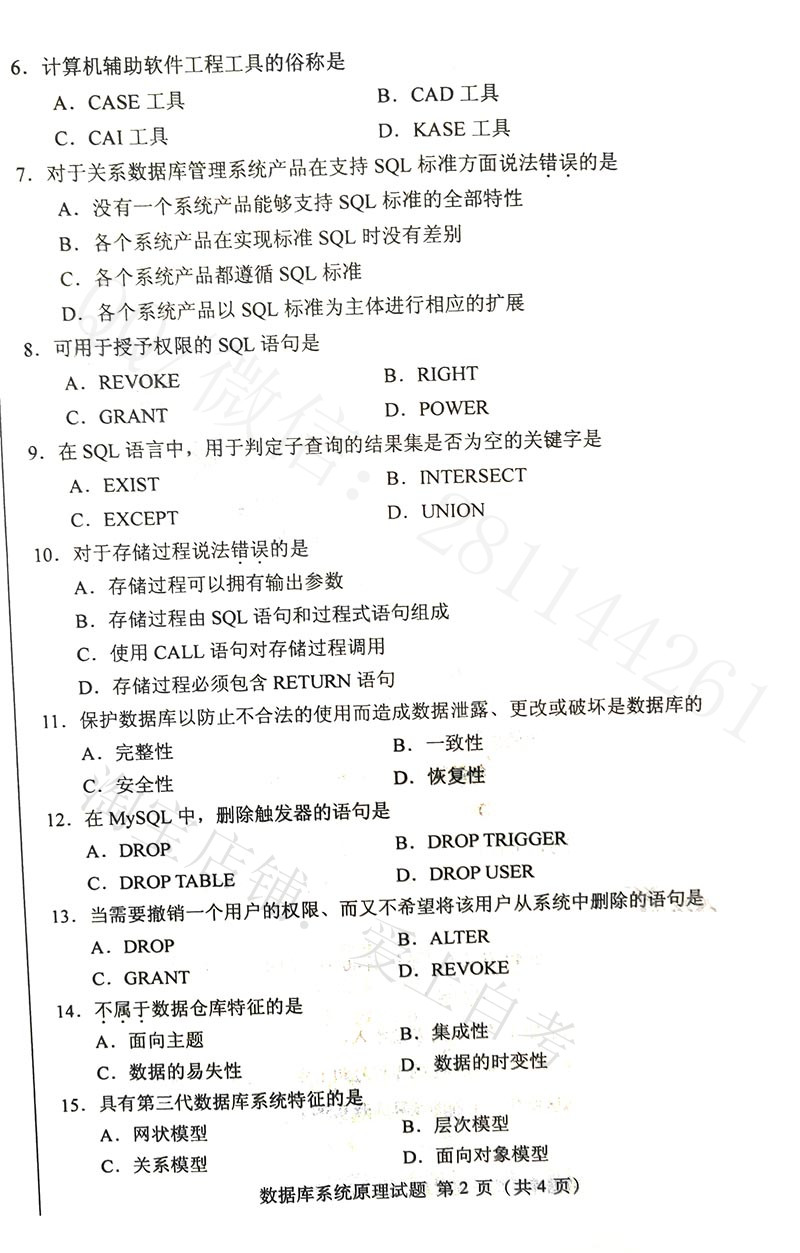 6．计算机辅助软件工程工具的俗称是
A．CASE 工具 B．CAD 工具
C．CAI 工具 D．KASE 工具
7．对于关系数据库管理系统产品在支持 SQL 标准方面说法错误的是
A．没有一个系统产品能够支持 SQL 标准的全部特性
B．各个系统产品在实现标准 SQL 时没有差别
C．各个系统产品都遵循 SQL 标准
D．各个系统产品以 SQL 标准为主体进行相应的扩展
8．可用于授予权限的 SQL 语句是
A．REVOKE B．RIGHT
C．GRANT D．POWER
9．在 SQL 语言中，用于判定子查询的结果集是否为空的关键字是
A．EXIST B．INTERSECT
C．EXCEPT D．UNION
10．对于存储过程说法错误的是
A．存储过程可以拥有输出参数
B．存储过程由 SQL 语句和过程式语句组成
C．使用 CALL 语句对存储过程调用
D．存储过程必须包含 RETURN 语句
11．保护数据库以防止不合法的使用而造成数据泄露、更改或破坏是数据库的
A．完整性 B．一致性
C．安全性 D．恢复性
12．在 MySQL 中，删除触发器的语句是
A．DROP B．DROP TRIGGER
C．DROP TABLE D．DROP USER
13．当需要撤销一个用户的权限、而又不希望将该用户从系统中删除的语句是
A．DROP B．ALTER
C．GRANT D．REVOKE
14．不属于数据仓库特征的是
A．面向主题 B．集成性
C．数据的易失性 D．数据的时变性
15．具有第三代数据库系统特征的是
A．网状模型 B．层次模型
C．关系模型 D．面向对象模型
数据库系统原理试题 第 2 页（共 4 页）
QQ/微信：281144261
淘宝店铺：爱上自考